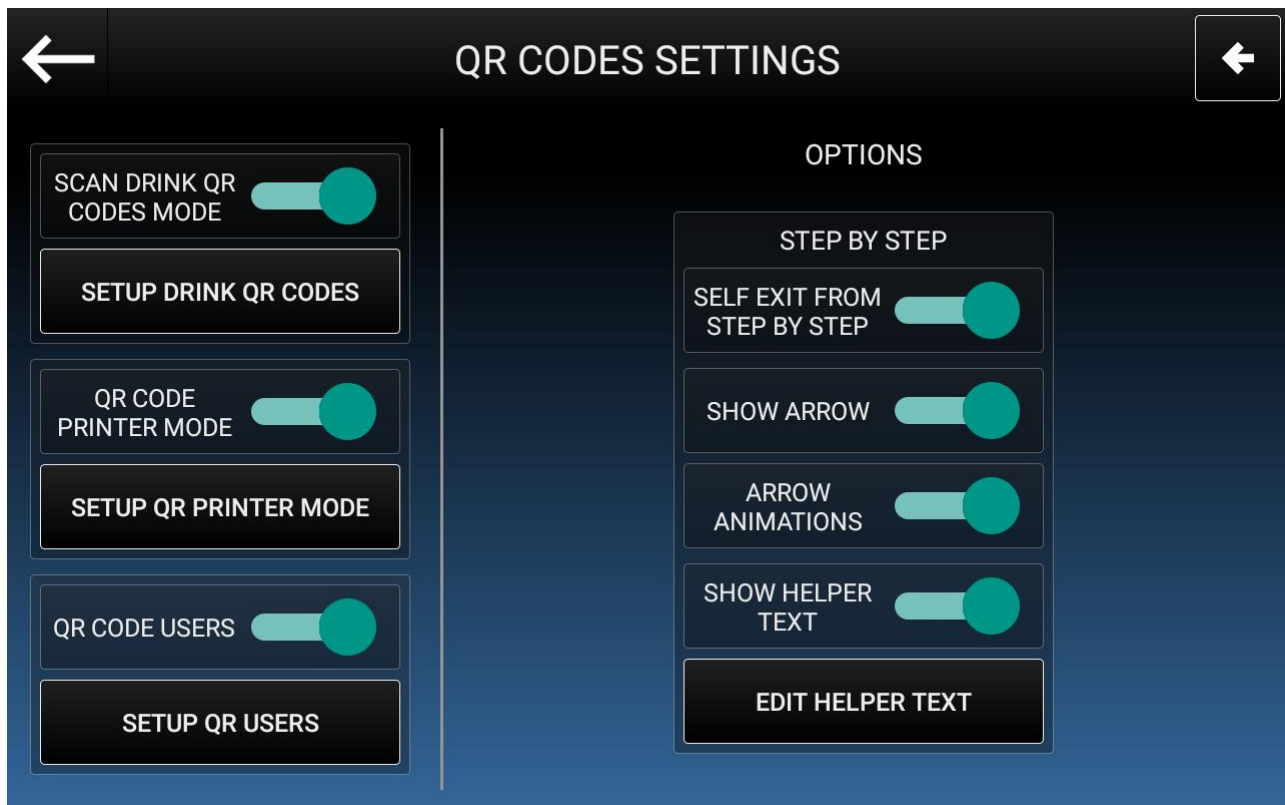 QR CODES SETTINGS
SCAN DRINK QR
CODES MODE
SETUP DRINK QR CODES
QR CODE
PRINTER MODE
SETUP QR PRINTER MODE
QR CODE USERS
SETUP QR USERS
OPTIONS
STEP BY STEP
SELF EXIT FROM
STEP BY STEP
SHOW ARROW
ARROW
ANIMATIONS
SHOW HELPER
TEXT
EDIT HELPER TEXT